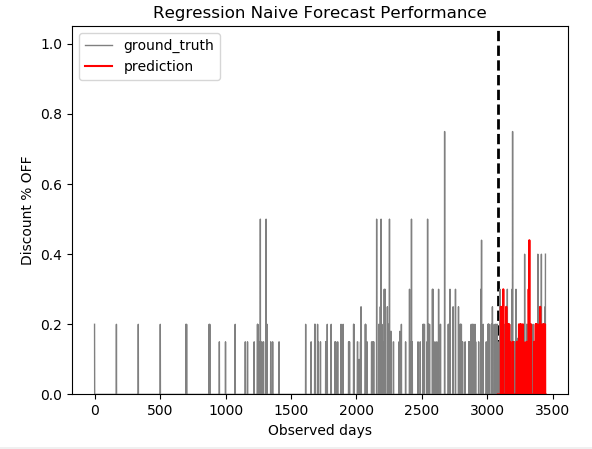 Regression Naive Forecast Performance
ground_truth
prediction
Discount % OFF
1.0
0.8
0.6
0.4
0.2
0.0
0 500 1000 1500 2000 2500 3000 3500
Observed days